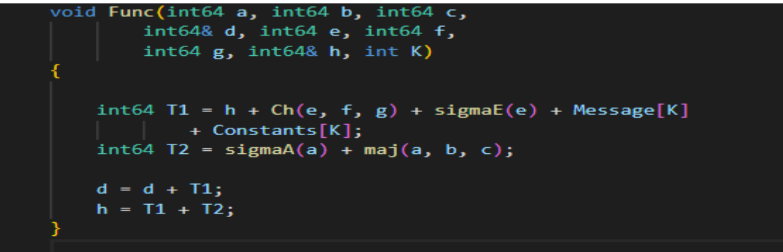 void Func(int64 a, int64 b, int64 c,
int64& d, int64 e, int64 f,
int64 g, int64& h, int K)
{
int64 T1 = h + Ch(e, f, g) + sigmaE(e) + Message[K]
+ Constants[K];
int64 T2 = sigmaA(a) + maj(a, b, c);
d = d + T1;
h = T1 + T2;
}